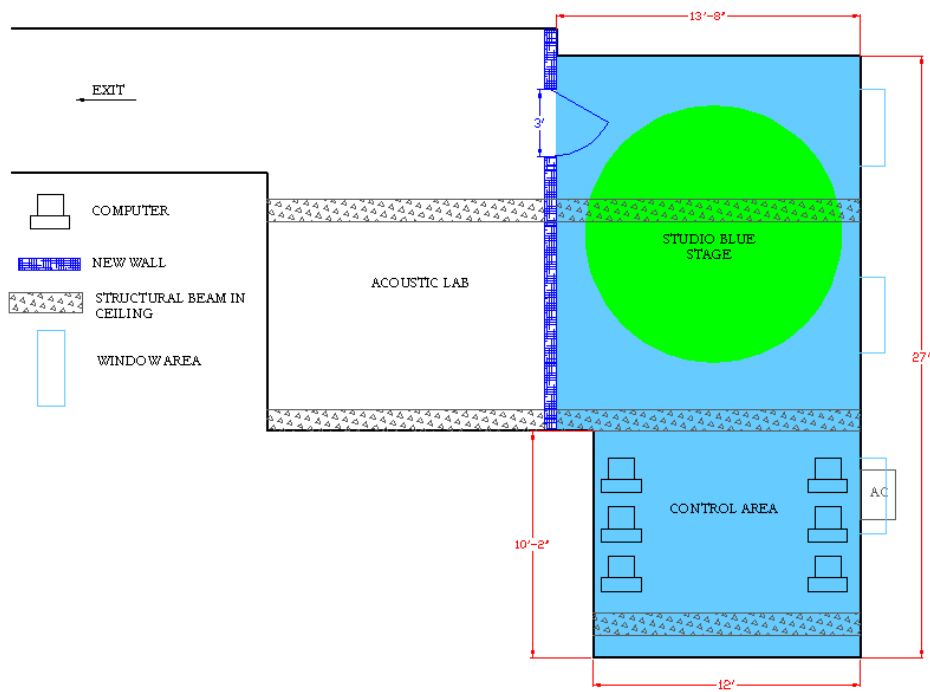 13'-8"
EXIT
3'
COMPUTER
STUDIO BLUE
STAGE
NEW WALL
ACOUSTIC LAB
STRUCTURAL BEAM IN
CEILING
WINDOW AREA
27'
AC
CONTROL AREA
10'-2"
12'